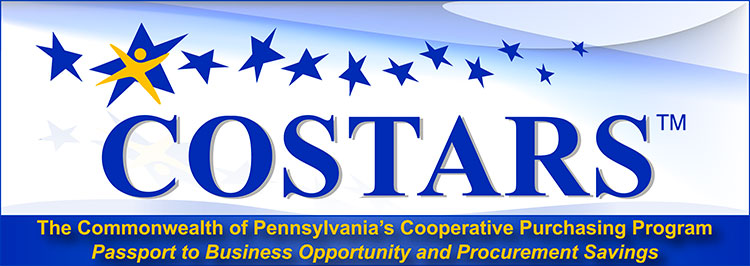 COSTARS™
The Commonwealth of Pennsylvania's Cooperative Purchasing Program
Passport to Business Opportunity and Procurement Savings